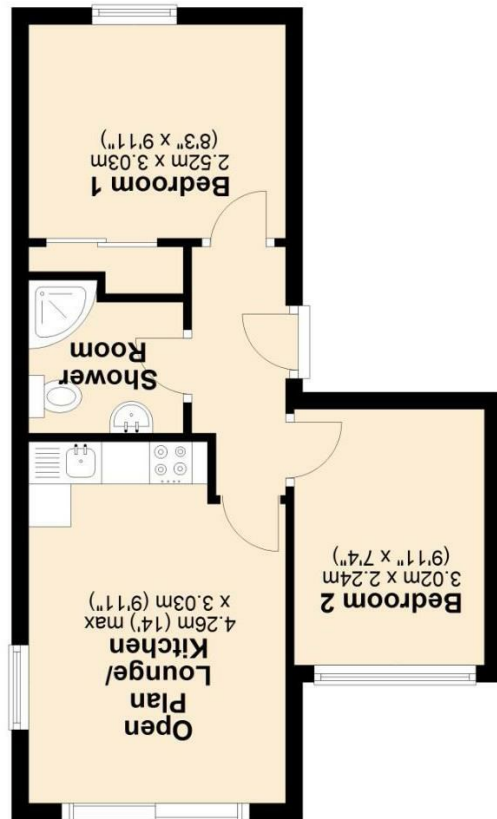 Open
Plan
Lounge/
Kitchen
4.26m (14') max
x 3.03m (9'11")
Bedroom 2
3.02m x 2.24m
(9'11" x 7'4")
Shower
Room
Bedroom 1
2.52m x 3.03m
(8'3" x 9'11")